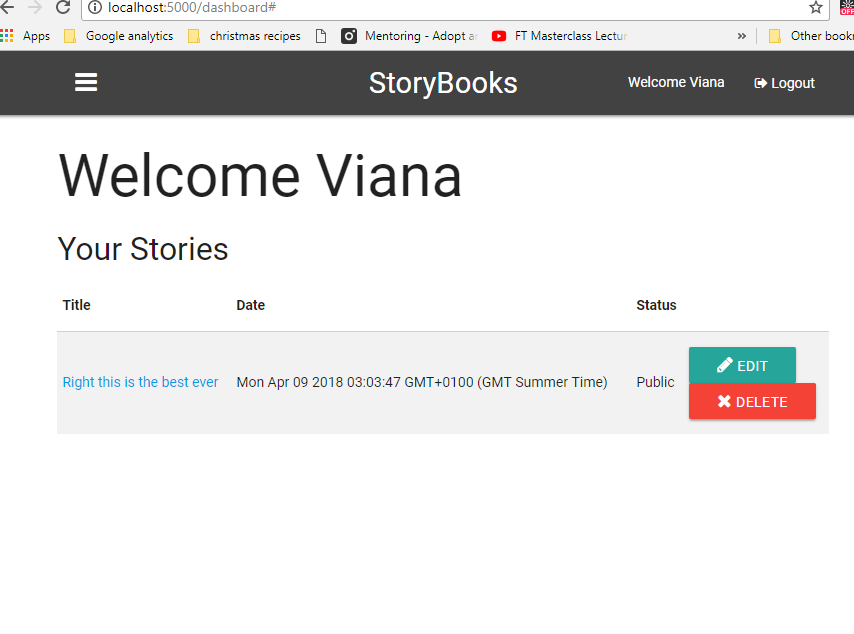 localhost:5000/dashboard#
OFF
Apps Google analytics christmas recipes Mentoring - Adopt FT Masterclass » Other
StoryBooks Welcome Viana Logout
Welcome Viana
Your Stories
Title Date Status
Right this is the best ever Mon Apr 09 2018 03:03:47 GMT+0100 (GMT Summer Time) Public EDIT
DELETE